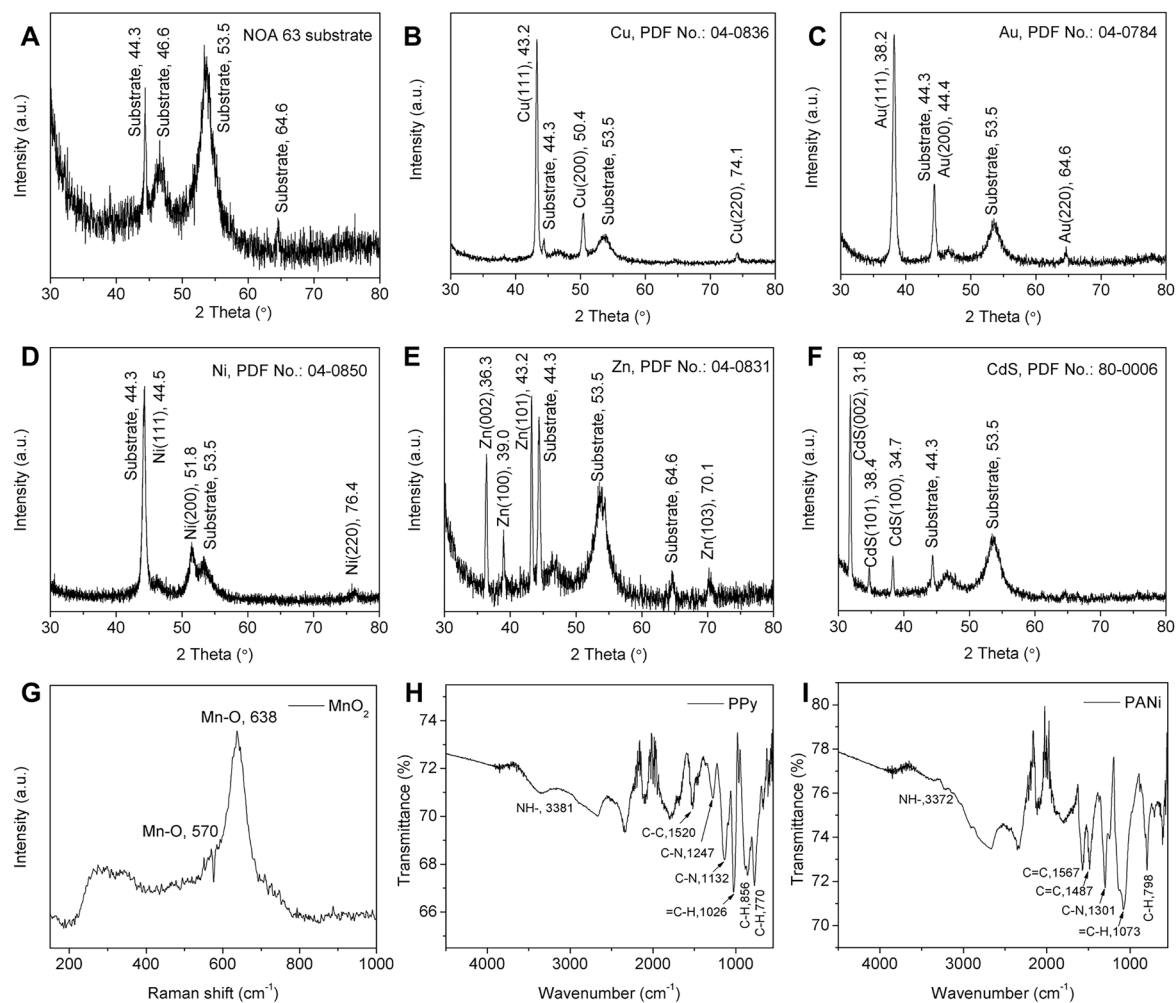 A
NOA 63 substrate
Substrate, 44.3
Substrate, 46.6
Substrate, 53.5
Substrate, 64.6
Intensity (a.u.)
30 40 50 60 70 80
2 Theta (°)
B
Cu, PDF No.: 04-0836
Cu(111), 43.2
Substrate, 44.3
Cu(200), 50.4
Substrate, 53.5
Cu(220), 74.1
Intensity (a.u.)
30 40 50 60 70 80
2 Theta (°)
C
Au, PDF No.: 04-0784
Au(111), 38.2
Substrate, 44.3
Au(200), 44.4
Substrate, 53.5
Au(220), 64.6
Intensity (a.u.)
30 40 50 60 70 80
2 Theta (°)
D
Ni, PDF No.: 04-0850
Substrate, 44.3
Ni(111), 44.5
Ni(200), 51.8
Substrate, 53.5
Ni(220), 76.4
Intensity (a.u.)
30 40 50 60 70 80
2 Theta (°)
E
Zn, PDF No.: 04-0831
Zn(002),36.3
Zn(100), 39.0
Zn(101), 43.2
Substrate, 44.3
Substrate, 53.5
Substrate, 64.6
Zn(103), 70.1
Intensity (a.u.)
30 40 50 60 70 80
2 Theta (°)
F
CdS, PDF No.: 80-0006
CdS(002), 31.8
CdS(101), 38.4
CdS(100), 34.7
Substrate, 44.3
Substrate, 53.5
Intensity (a.u.)
30 40 50 60 70 80
2 Theta (°)
G
MnO2
Mn-O, 638
Mn-O, 570
Intensity (a.u.)
200 400 600 800 1000
Raman shift (cm-1)
H
PPy
74
72
70
68
66
NH-, 3381
C-C,1520
C-N,1247
C-N,1132
=C-H,1026
C-H,856
C-H,770
Transmittance (%)
4000 3000 2000 1000
Wavenumber (cm-1)
I
PANi
80
78
76
74
72
70
NH-,3372
C=C,1567
C=C,1487
C-N,1301
=C-H,1073
C-H,798
Transmittance (%)
4000 3000 2000 1000
Wavenumber (cm-1)